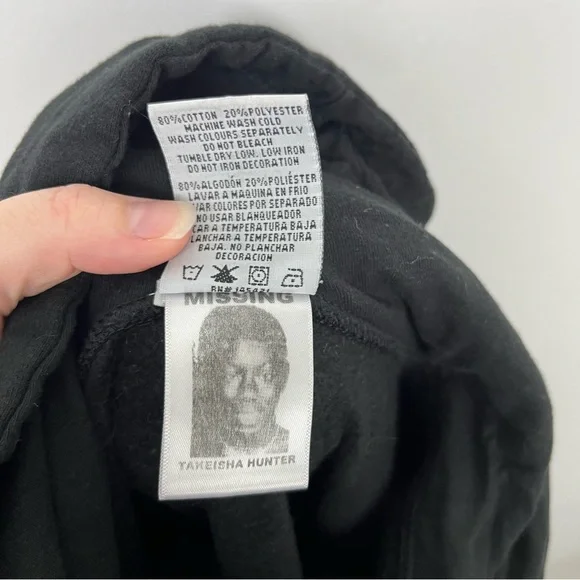 80%COTTON 20%POLYESTER
MACHINE WASH COLD
WASH COLOURS SEPARATELY
DO NOT BLEACH
TUMBLE DRY LOW. LOW IRON
DO NOT IRON DECORATION
80%ALGODÓN 20%POLIÉSTER
LAVAR A MAQUINA EN FRIO
VAR COLORES POR SEPARADO
NO USAR BLANQUEADOR
CAR A TEMPERATURA BAJA
PLANCHAR A TEMPERATURA
BAJA. NO PLANCHAR
DECORACION
MISSING
TAKEISHA HUNTER